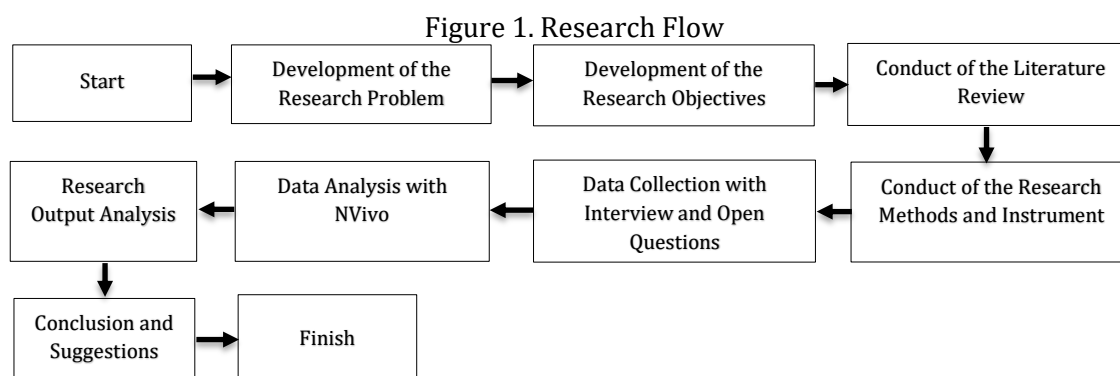 Figure 1. Research Flow
Start
Development of the
Research Problem
Development of the
Research Objectives
Conduct of the Literature
Review
Conduct of the Research
Methods and Instrument
Data Collection with
Interview and Open
Questions
Data Analysis with
NVivo
Research
Output Analysis
Conclusion and
Suggestions
Finish